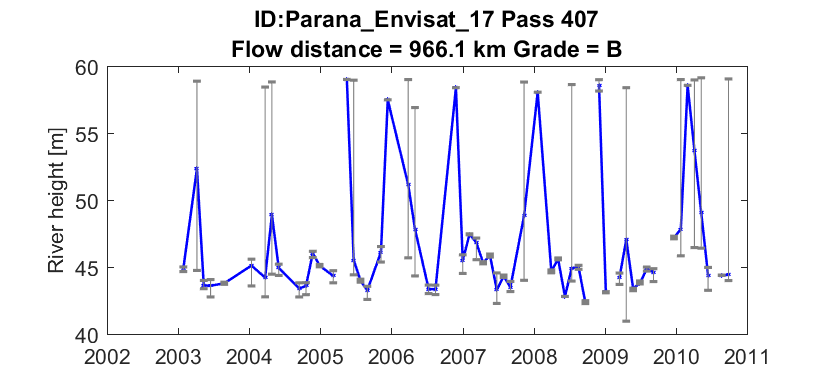 ID:Parana_Envisat_17 Pass 407
Flow distance = 966.1 km Grade = B
60
55
50
45
40
River height [m]
2002 2003 2004 2005 2006 2007 2008 2009 2010 2011